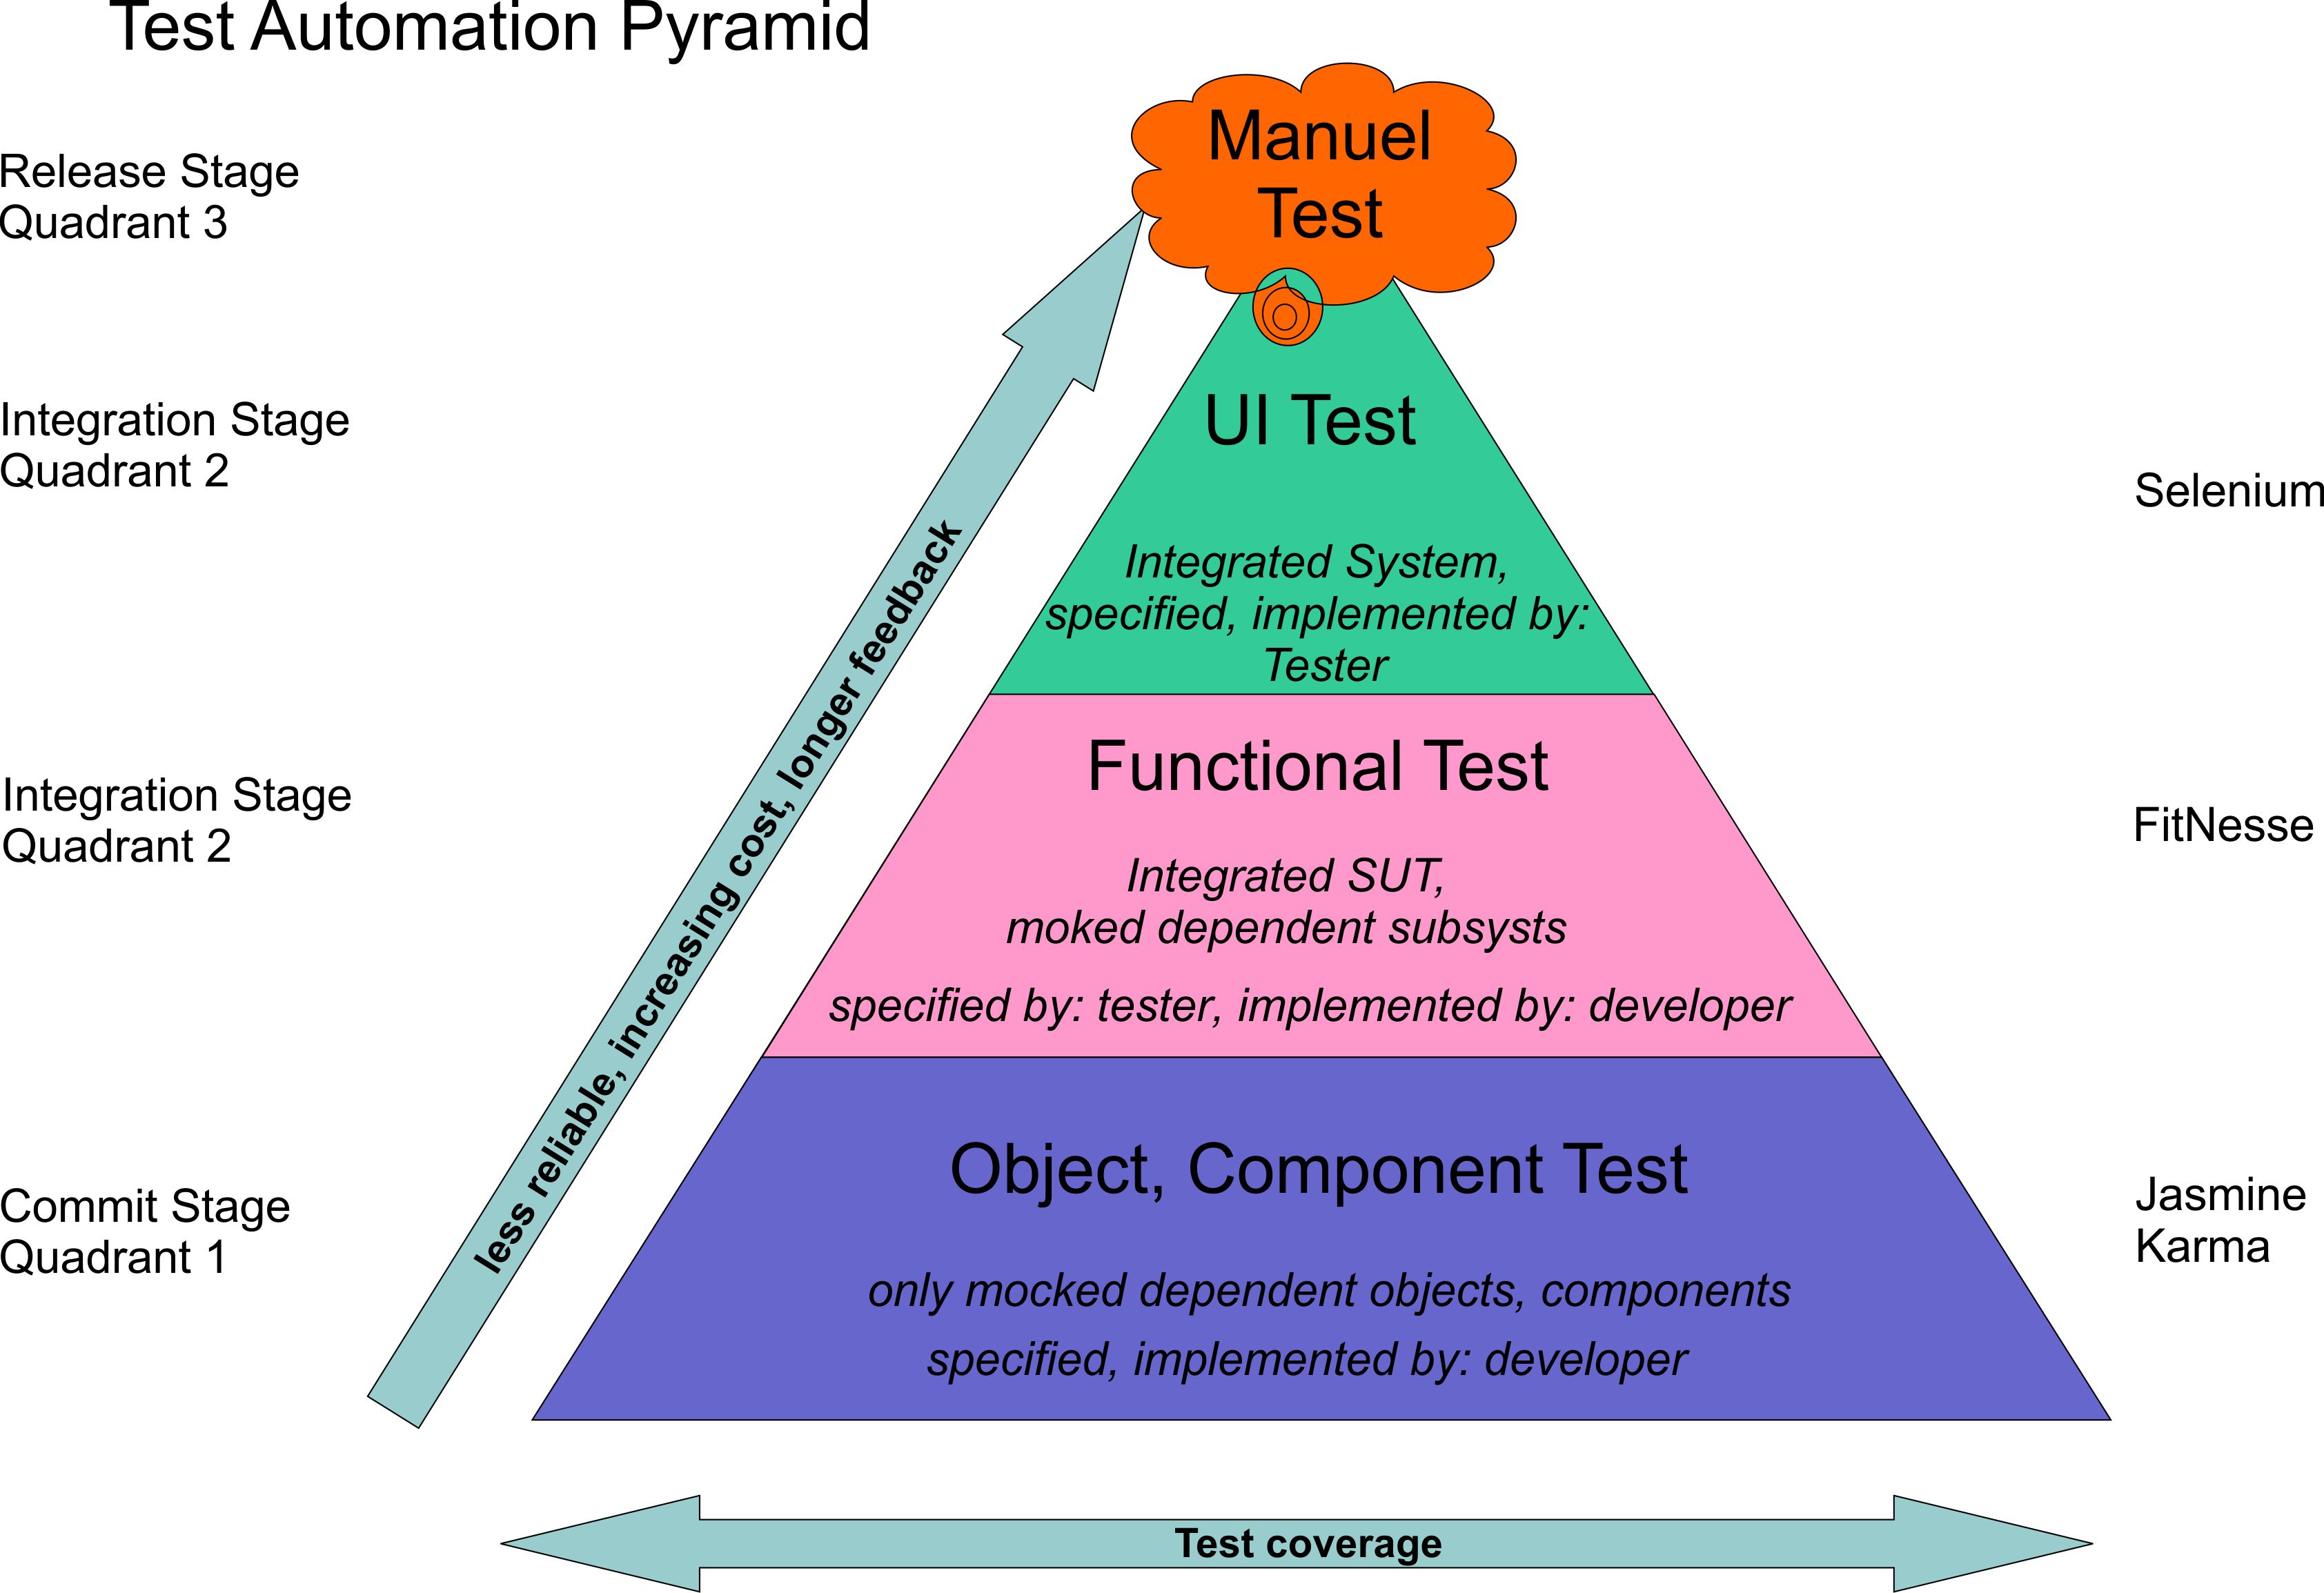 Test Automation Pyramid
Manuel
Test
Release Stage
Quadrant 3
Integration Stage
Quadrant 2
UI Test
Selenium
Integrated System,
specified, implemented by:
Tester
less reliable, increasing cost, longer feedback
Integration Stage
Quadrant 2
Functional Test
FitNesse
Integrated SUT,
moked dependent subsysts
specified by: tester, implemented by: developer
Commit Stage
Quadrant 1
Object, Component Test
Jasmine
Karma
only mocked dependent objects, components
specified, implemented by: developer
Test coverage